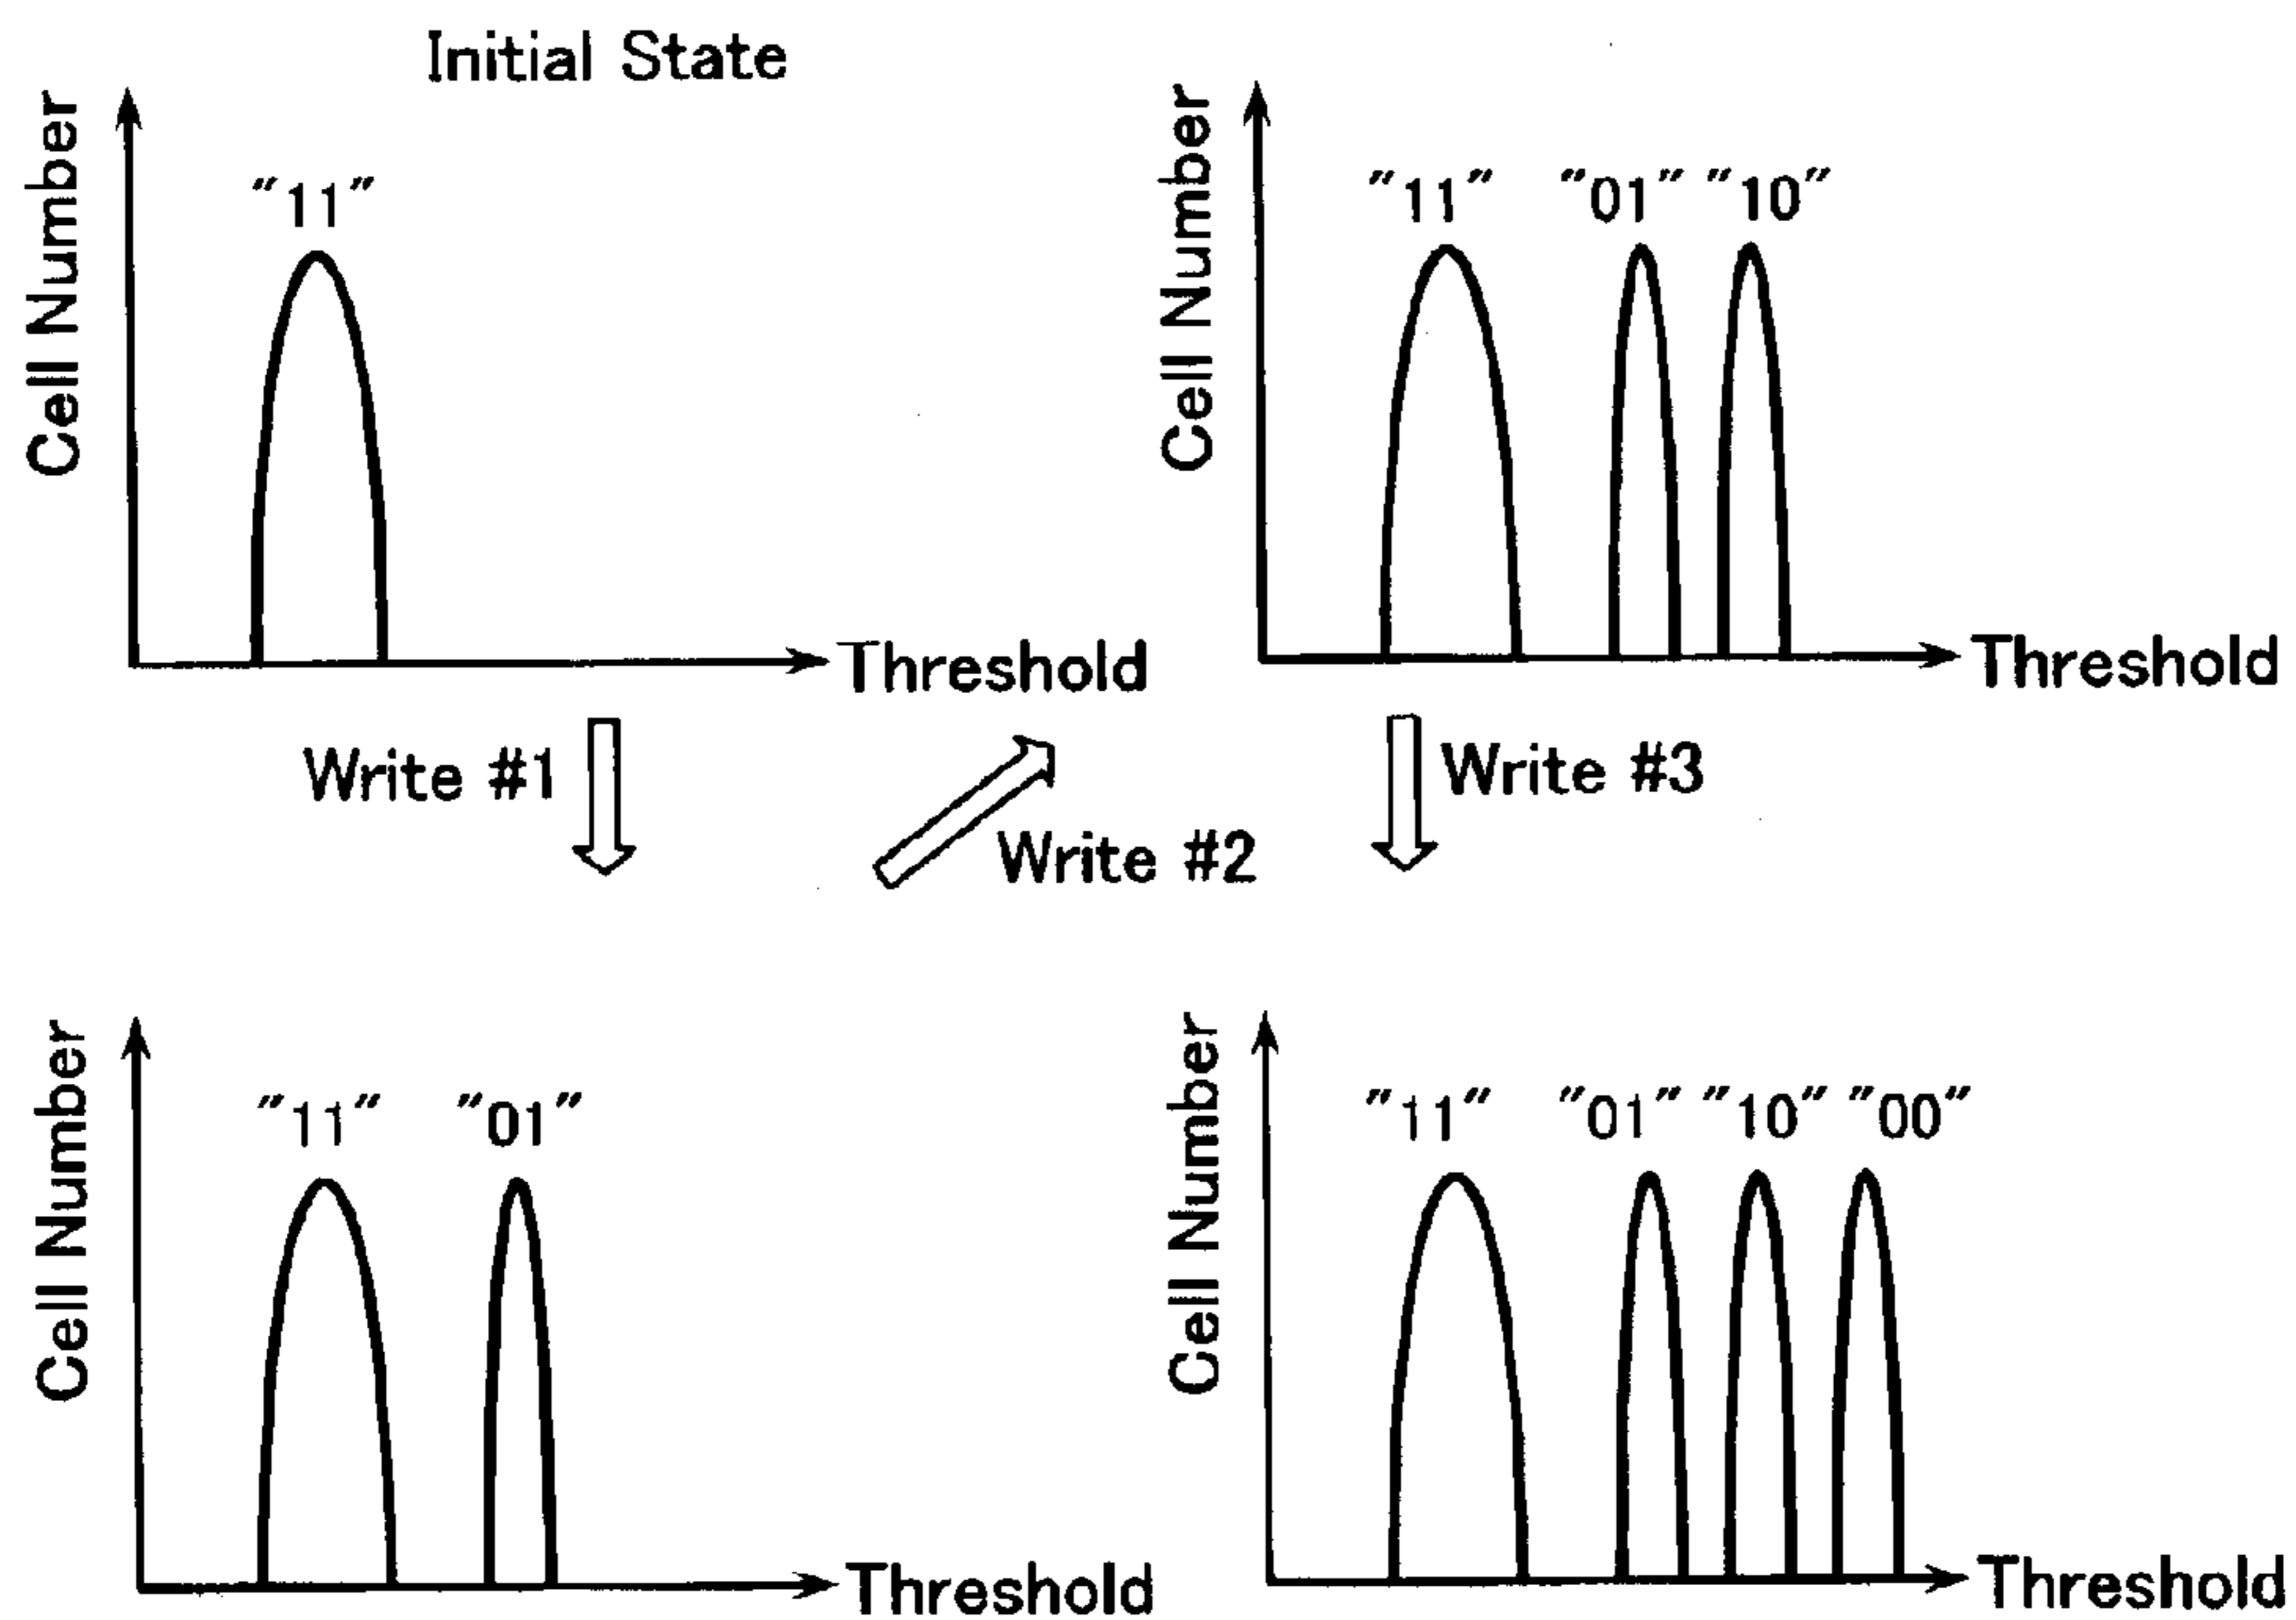 Initial State
Cell Number
"11"
Threshold
Cell Number
"11" "01" "10"
Threshold
Write #1
Write #2
Write #3
Cell Number
"11" "01"
Threshold
Cell Number
"11" "01" "10" "00"
Threshold